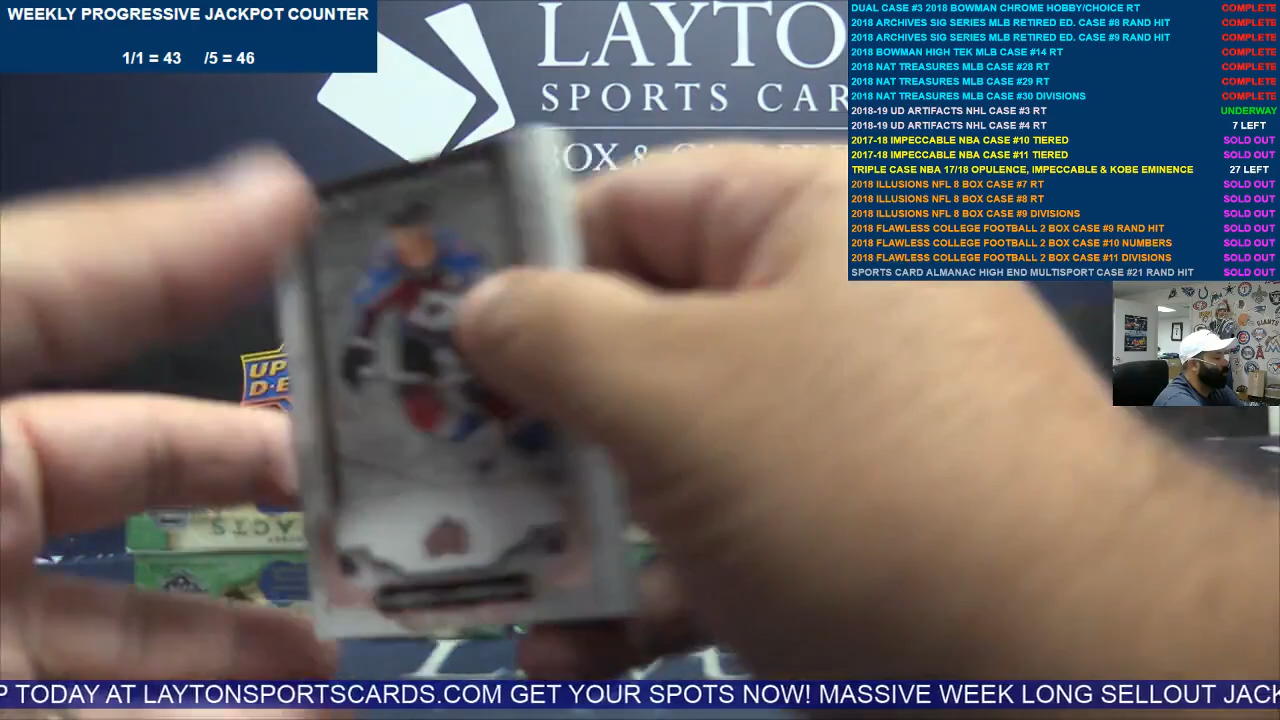 WEEKLY PROGRESSIVE JACKPOT COUNTER
1/1 = 43 /5 = 46
LAYTO
SPORTS CAR
BOX &
DUAL CASE #3 2018 BOWMAN CHROME HOBBY/CHOICE RT COMPLETE
2018 ARCHIVES SIG SERIES MLB RETIRED ED. CASE #8 RAND HIT COMPLETE
2018 ARCHIVES SIG SERIES MLB RETIRED ED. CASE #9 RAND HIT COMPLETE
2018 BOWMAN HIGH TEK MLB CASE #14 RT COMPLETE
2018 NAT TREASURES MLB CASE #28 RT COMPLETE
2018 NAT TREASURES MLB CASE #29 RT COMPLETE
2018 NAT TREASURES MLB CASE #30 DIVISIONS COMPLETE
2018-19 UD ARTIFACTS NHL CASE #3 RT UNDERWAY
2018-19 UD ARTIFACTS NHL CASE #4 RT 7 LEFT
2017-18 IMPECCABLE NBA CASE #10 TIERED SOLD OUT
2017-18 IMPECCABLE NBA CASE #11 TIERED SOLD OUT
TRIPLE CASE NBA 17/18 OPULENCE, IMPECCABLE & KOBE EMINENCE 27 LEFT
2018 ILLUSIONS NFL 8 BOX CASE #7 RT SOLD OUT
2018 ILLUSIONS NFL 8 BOX CASE #8 RT SOLD OUT
2018 ILLUSIONS NFL 8 BOX CASE #9 DIVISIONS SOLD OUT
2018 FLAWLESS COLLEGE FOOTBALL 2 BOX CASE #9 RAND HIT SOLD OUT
2018 FLAWLESS COLLEGE FOOTBALL 2 BOX CASE #10 NUMBERS SOLD OUT
2018 FLAWLESS COLLEGE FOOTBALL 2 BOX CASE #11 DIVISIONS SOLD OUT
SPORTS CARD ALMANAC HIGH END MULTISPORT CASE #21 RAND HIT SOLD OUT
UP
D·E
ACTS
P TODAY AT LAYTONSPORTSCARDS.COM GET YOUR SPOTS NOW! MASSIVE WEEK LONG SELLOUT JACK